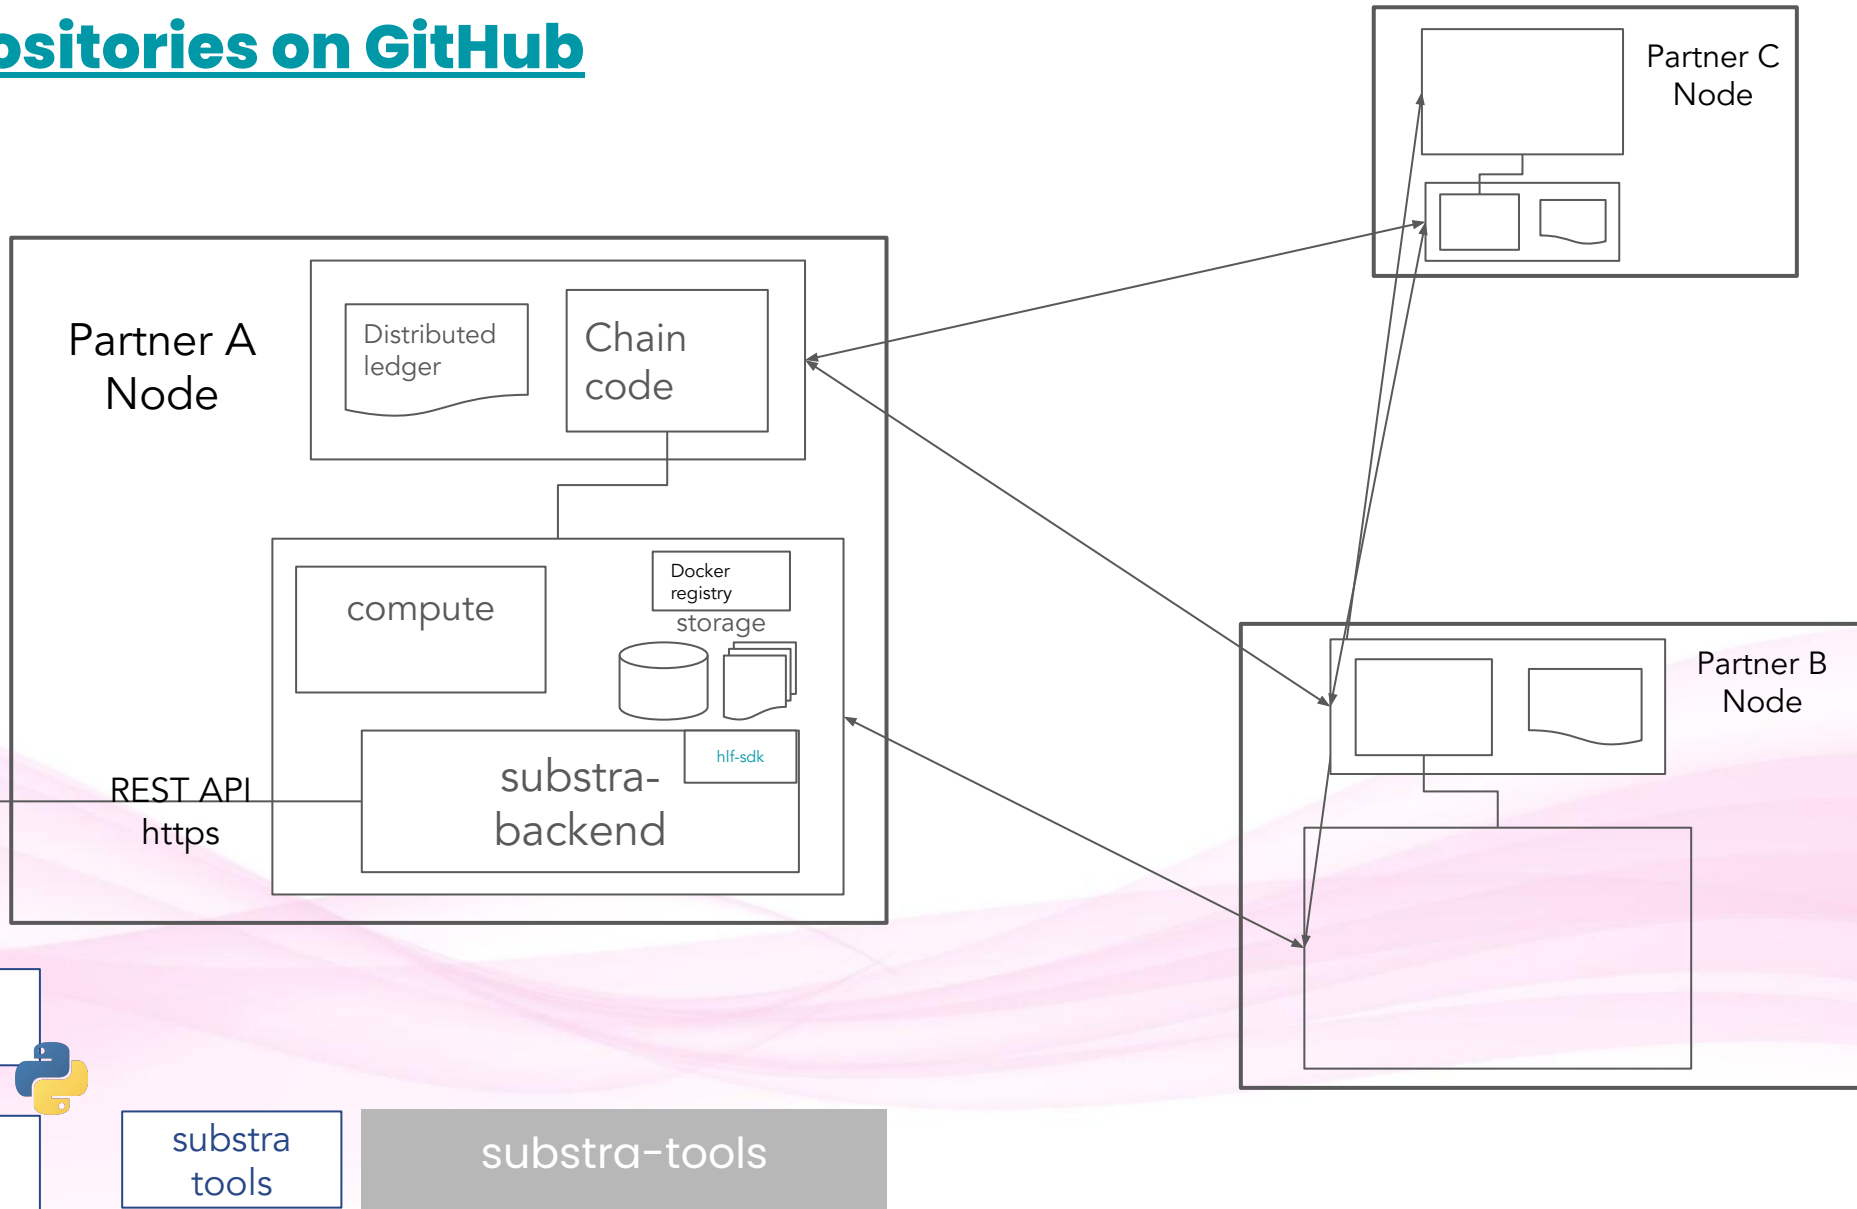 ositories on GitHub
Partner C
Node
Partner A
Node
Distributed
ledger
Chain
code
compute
Docker
registry
storage
hlf-sdk
substra-
backend
REST API
https
Partner B
Node
substra
tools
substra-tools